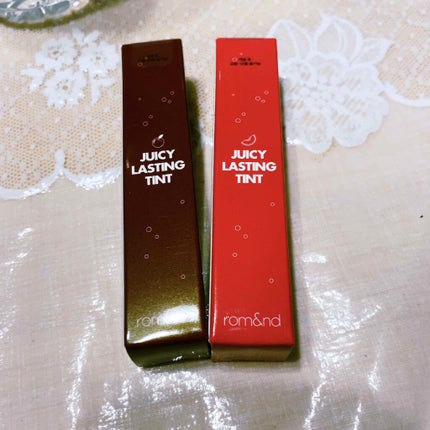 JUICY
LASTING
TINT
rom&nd
JUICY
LASTING
TINT
rom&nd